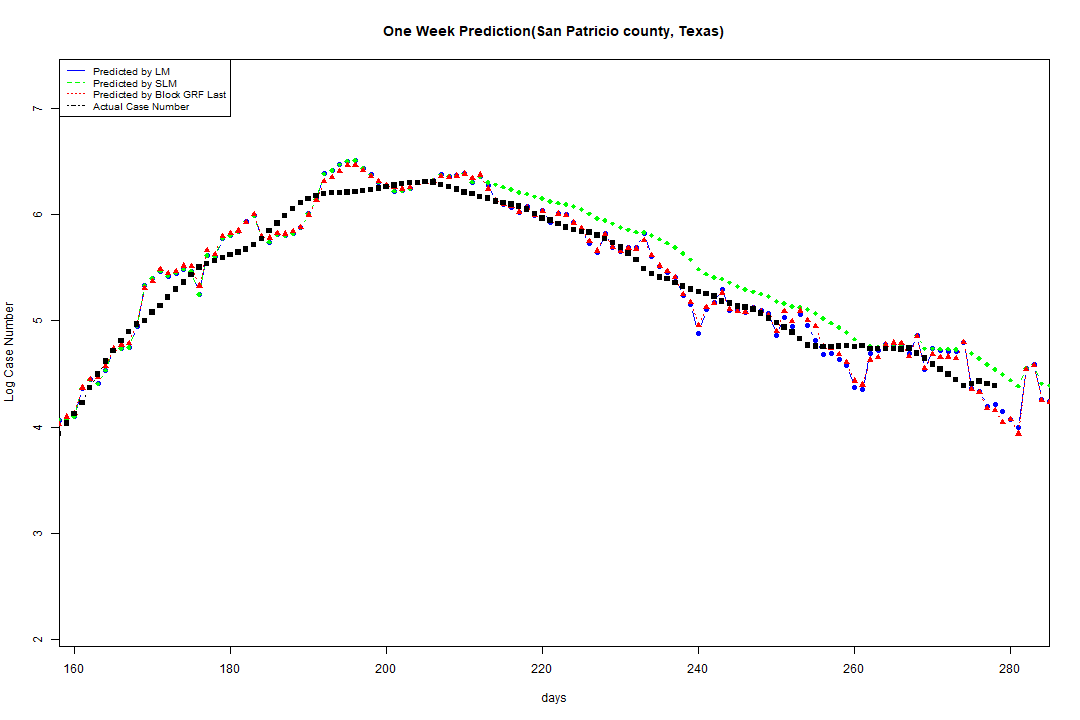 One Week Prediction(San Patricio county, Texas)
Predicted by LM
Predicted by SLM
Predicted by Block GRF Last
Actual Case Number
7
6
5
4
3
2
Log Case Number
160 180 200 220 240 260 280
days